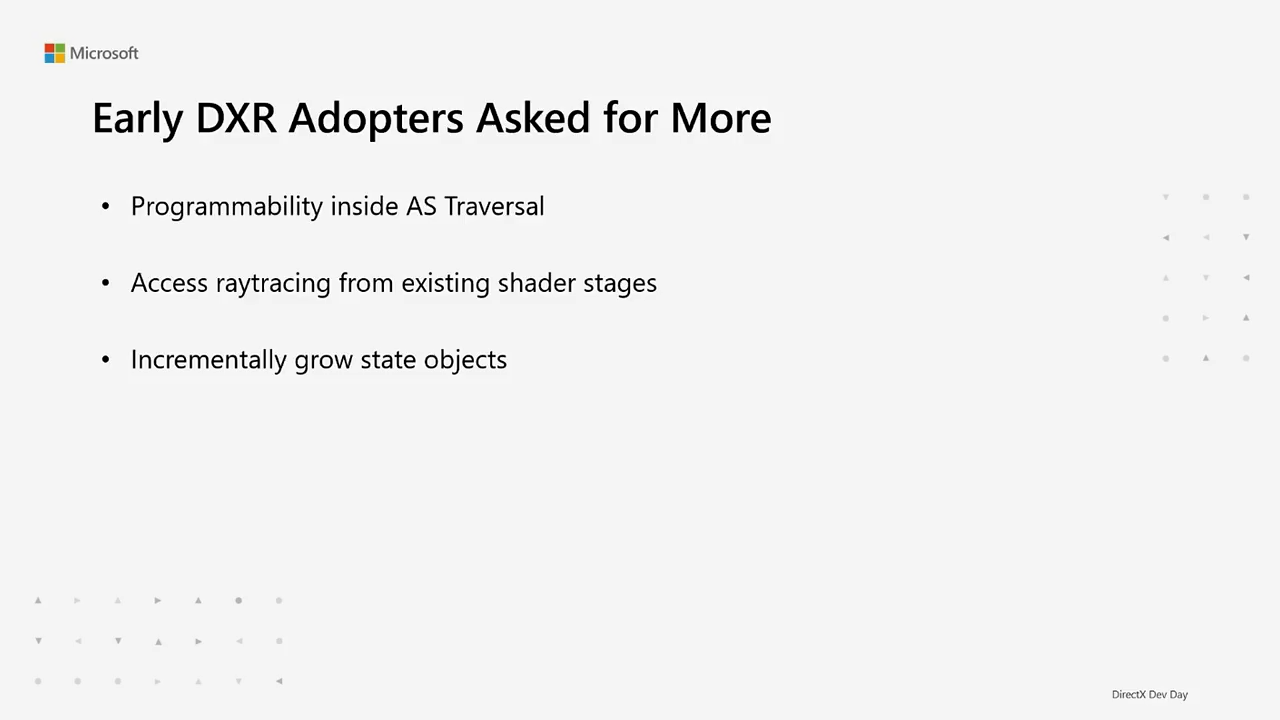 Microsoft
Early DXR Adopters Asked for More
• Programmability inside AS Traversal
• Access raytracing from existing shader stages
• Incrementally grow state objects
DirectX Dev Day